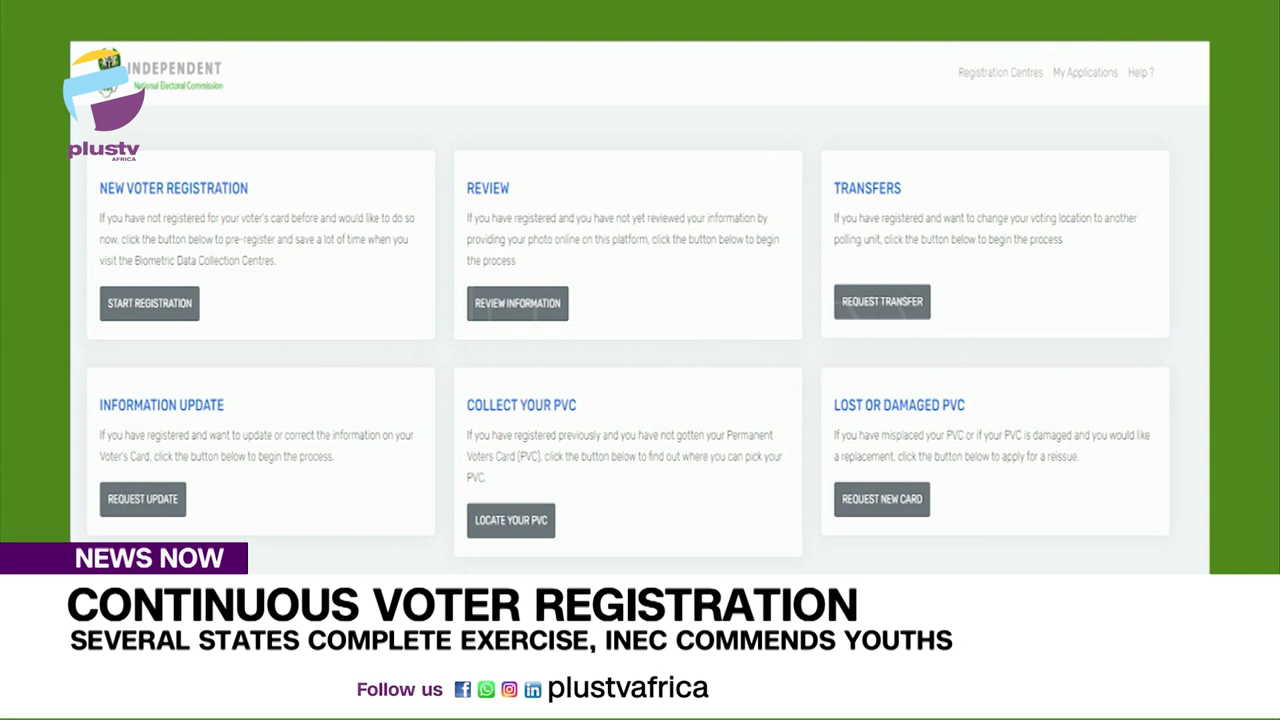 INDEPENDENT
National Electoral Commission
Registration Centres My Applications Help ?
plustv
AFRICA
NEW VOTER REGISTRATION
If you have not registered for your voter's card before and would like to do so
now, click the button below to pre-register and save a lot of time when you
visit the Biometric Data Collection Centres.
START REGISTRATION
REVIEW
If you have registered and you have not yet reviewed your information by
providing your photo online on this platform, click the button below to begin
the process
REVIEW INFORMATION
TRANSFERS
If you have registered and want to change your voting location to another
polling unit, click the button below to begin the process
REQUEST TRANSFER
INFORMATION UPDATE
If you have registered and want to update or correct the information on your
Voter's Card, click the button below to begin the process.
REQUEST UPDATE
COLLECT YOUR PVC
If you have registered previously and you have not gotten your Permanent
Voters Card (PVC), click the button below to find out where you can pick your
PVC.
LOCATE YOUR PVC
LOST OR DAMAGED PVC
If you have misplaced your PVC or if your PVC is damaged and you would like
a replacement, click the button below to apply for a reissue.
REQUEST NEW CARD
NEWS NOW
CONTINUOUS VOTER REGISTRATION
SEVERAL STATES COMPLETE EXERCISE, INEC COMMENDS YOUTHS
Follow us plustvafrica